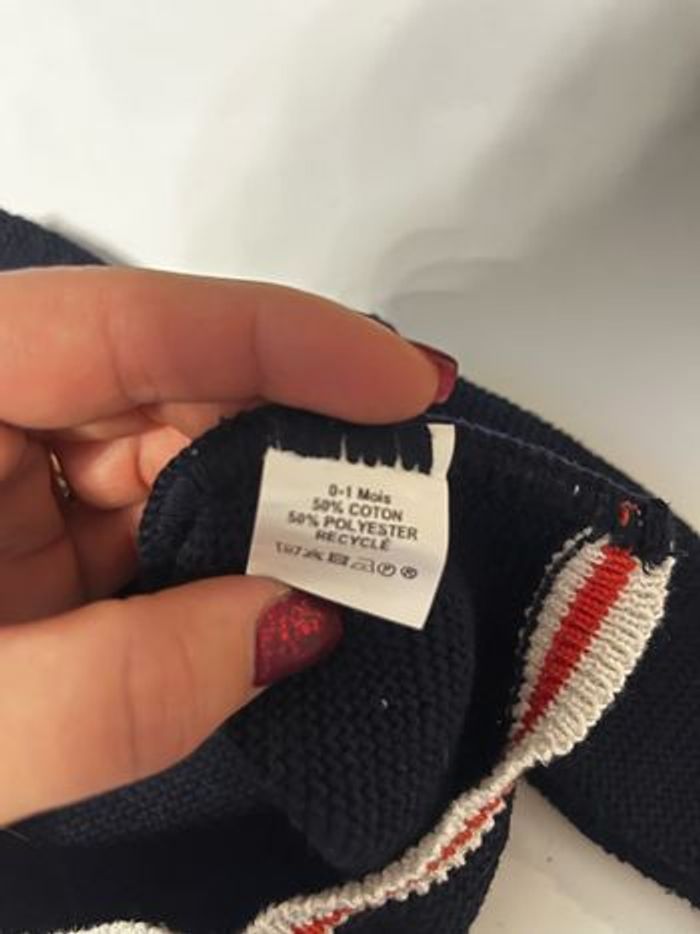 0-1 Mois
50% COTON
50% POLYESTER
RECYCLÉ